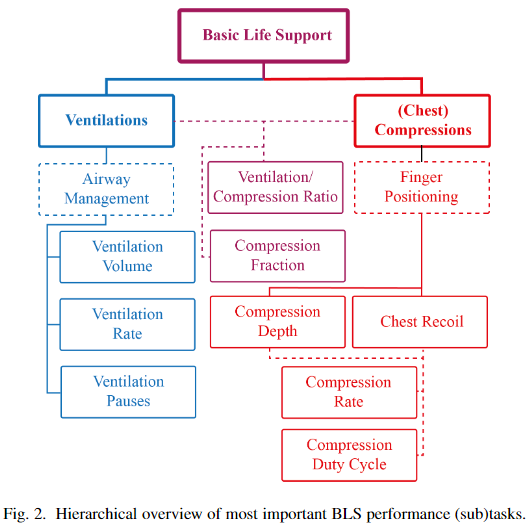 Basic Life Support
Ventilations
(Chest)
Compressions
Airway
Management
Ventilation/
Compression Ratio
Finger
Positioning
Ventilation
Volume
Compression
Fraction
Ventilation
Rate
Compression
Depth
Chest Recoil
Ventilation
Pauses
Compression
Rate
Compression
Duty Cycle
Fig. 2. Hierarchical overview of most important BLS performance (sub)tasks.